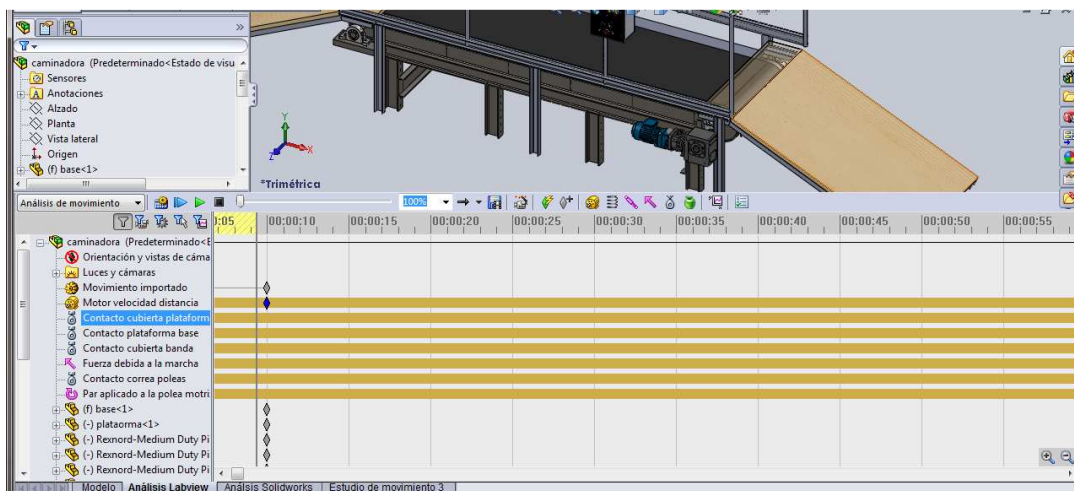 caminadora (Predeterminado<Estado de visu
Sensores
Anotaciones
Alzado
Planta
Vista lateral
Origen
(f) base<1>
Y
X
Z
*Trimétrica
Análisis de movimiento
100%
):05 00:00:10 00:00:15 00:00:20 00:00:25 00:00:30 00:00:35 00:00:40 00:00:45 00:00:50 00:00:55
caminadora (Predeterminado<E
Orientación y vistas de cáma
Luces y cámaras
Movimiento importado
Motor velocidad distancia
Contacto cubierta plataform
Contacto plataforma base
Contacto cubierta banda
Fuerza debida a la marcha
Contacto correa poleas
Par aplicado a la polea motri
(f) base<1>
(-) plataorma<1>
(-) Rexnord-Medium Duty Pi
(-) Rexnord-Medium Duty Pi
(-) Rexnord-Medium Duty Pi
Modelo Análisis Labview Análsis Solidworks Estudio de movimiento 3